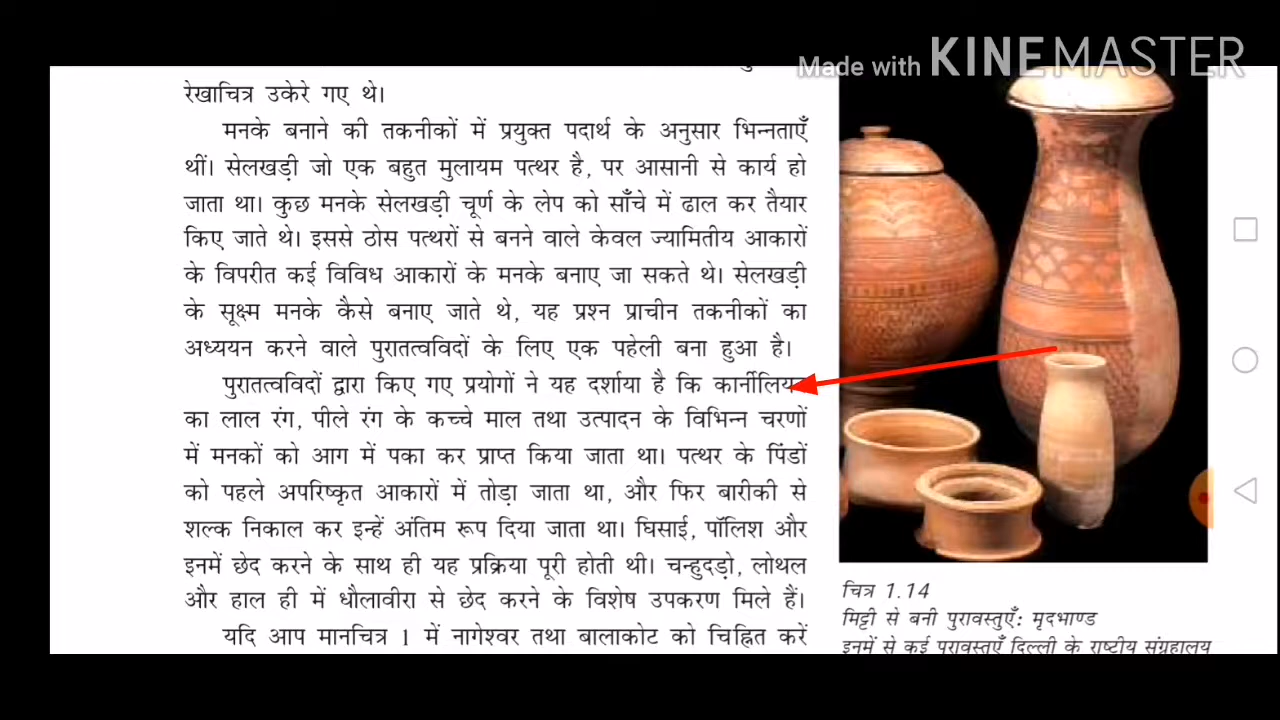 Made with KINEMASTER
रेखाचित्र उकेरे गए थे।
मनके बनाने की तकनीकों में प्रयुक्त पदार्थ के अनुसार भिन्नताएँ
थीं। सेलखड़ी जो एक बहुत मुलायम पत्थर है, पर आसानी से कार्य हो
जाता था। कुछ मनके सेलखड़ी चूर्ण के लेप को साँचे में ढाल कर तैयार
किए जाते थे। इससे ठोस पत्थरों से बनने वाले केवल ज्यामितीय आकारों
के विपरीत कई विविध आकारों के मनके बनाए जा सकते थे। सेलखड़ी
के सूक्ष्म मनके कैसे बनाए जाते थे, यह प्रश्न प्राचीन तकनीकों का
अध्ययन करने वाले पुरातत्वविदों के लिए एक पहेली बना हुआ है।
पुरातत्वविदों द्वारा किए गए प्रयोगों ने यह दर्शाया है कि कार्नीलियन
का लाल रंग, पीले रंग के कच्चे माल तथा उत्पादन के विभिन्न चरणों
में मनकों को आग में पका कर प्राप्त किया जाता था। पत्थर के पिंडों
को पहले अपरिष्कृत आकारों में तोड़ा जाता था, और फिर बारीकी से
शल्क निकाल कर इन्हें अंतिम रूप दिया जाता था। घिसाई, पॉलिश और
इनमें छेद करने के साथ ही यह प्रक्रिया पूरी होती थी। चन्हुदड़ो, लोथल
और हाल ही में धौलावीरा से छेद करने के विशेष उपकरण मिले हैं।
यदि आप मानचित्र 1 में नागेश्वर तथा बालाकोट को चिह्नित करें
चित्र 1.14
मिट्टी से बनी पुरावस्तुएँ: मृदभाण्ड
इनमें से कई पुरावस्तुएँ दिल्ली के राष्ट्रीय संग्रहालय